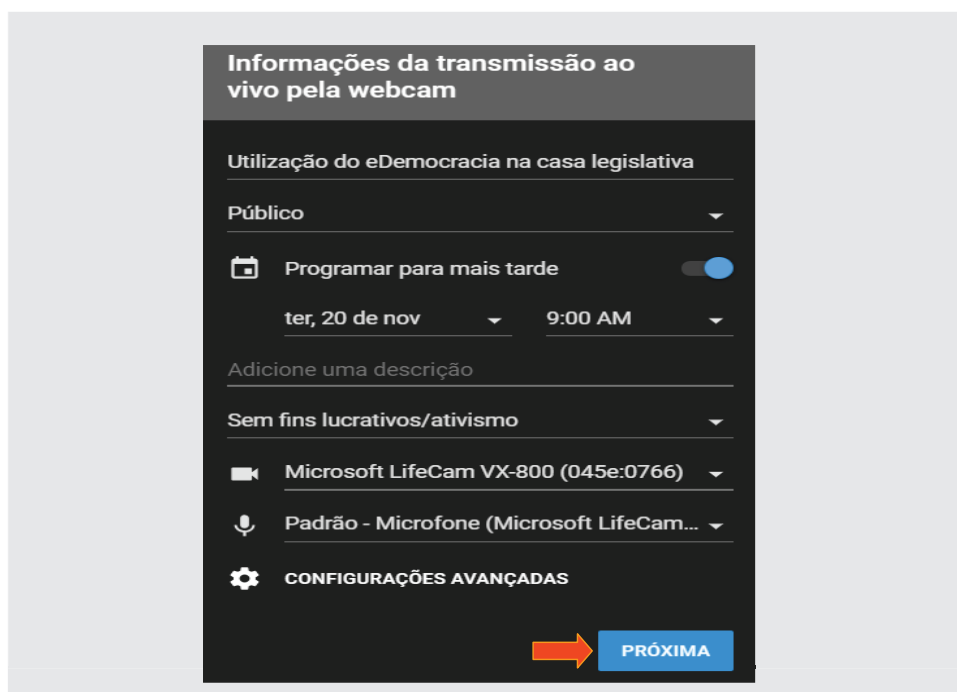 Informações da transmissão ao
vivo pela webcam
Utilização do eDemocracia na casa legislativa
Público
Programar para mais tarde
ter, 20 de nov 9:00 AM
Adicione uma descrição
Sem fins lucrativos/ativismo
Microsoft LifeCam VX-800 (045e:0766)
Padrão - Microfone (Microsoft LifeCam...
CONFIGURAÇÕES AVANÇADAS
PRÓXIMA